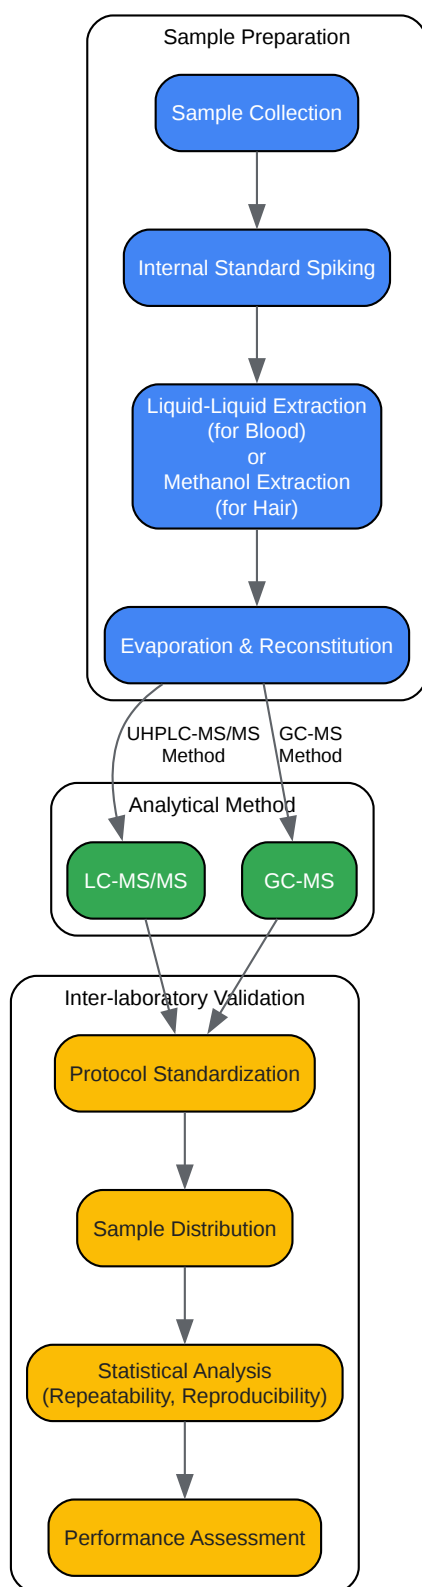 Sample Preparation
Sample Collection
Internal Standard Spiking
Liquid-Liquid Extraction
(for Blood)
or
Methanol Extraction
(for Hair)
Evaporation & Reconstitution
UHPLC-MS/MS
Method
GC-MS
Method
Analytical Method
LC-MS/MS
GC-MS
Inter-laboratory Validation
Protocol Standardization
Sample Distribution
Statistical Analysis
(Repeatability, Reproducibility)
Performance Assessment